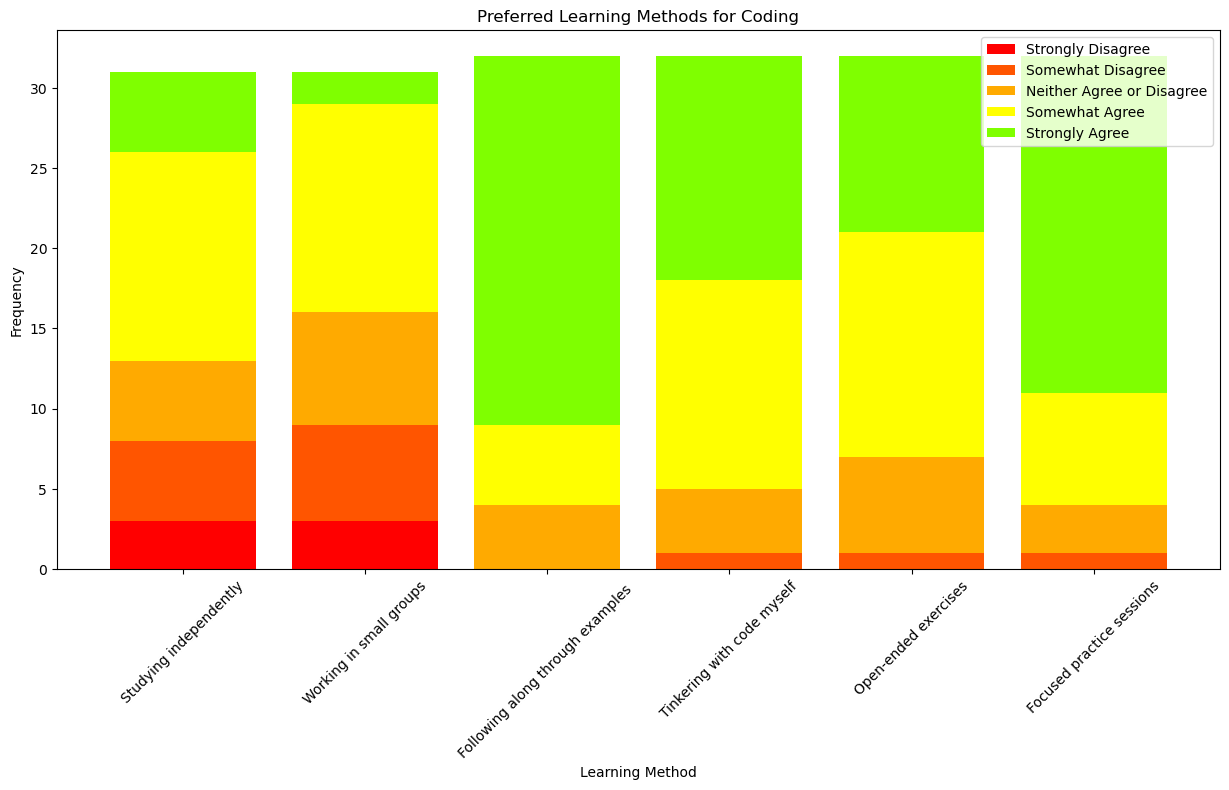 Preferred Learning Methods for Coding
Strongly Disagree
Somewhat Disagree
Neither Agree or Disagree
Somewhat Agree
Strongly Agree
Frequency
30
25
20
15
10
5
0
Studying independently
Working in small groups
Following along through examples
Tinkering with code myself
Open-ended exercises
Focused practice sessions
Learning Method